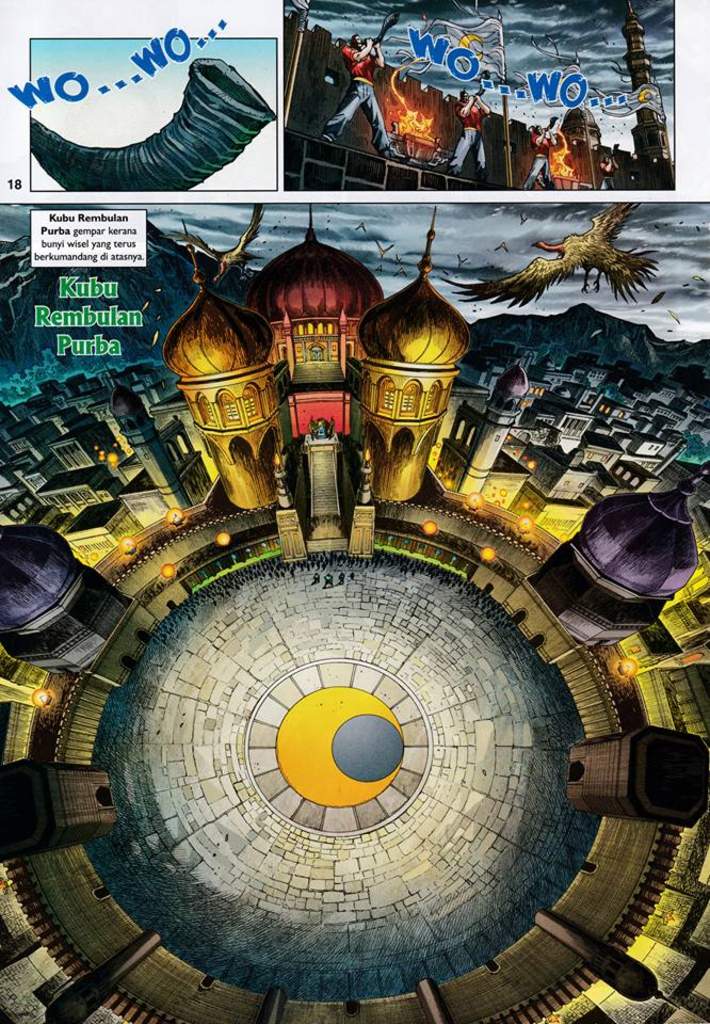 WO...WO...
WO...WO...
18
Kubu Rembulan
Purba gempar kerana
bunyi wisel yang terus
berkumandang di atasnya.
Kubu
Rembulan
Purba